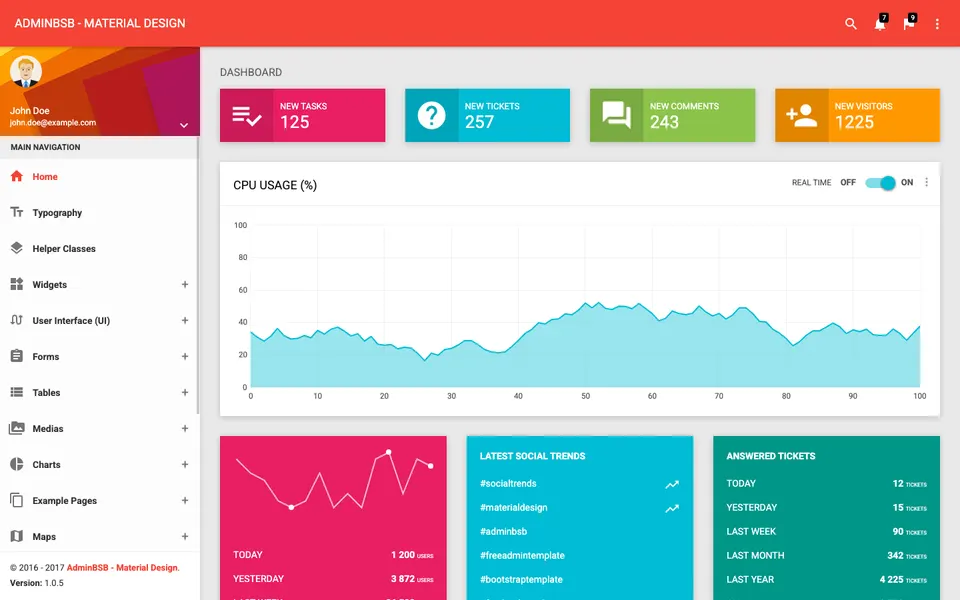 ADMINBSB - MATERIAL DESIGN
7
9
John Doe
john.doe@example.com
MAIN NAVIGATION
Home
Typography
Helper Classes
Widgets
User Interface (UI)
Forms
Tables
Medias
Charts
Example Pages
Maps
© 2016 - 2017 AdminBSB - Material Design.
Version: 1.0.5
DASHBOARD
NEW TASKS
125
NEW TICKETS
257
NEW COMMENTS
243
NEW VISITORS
1225
CPU USAGE (%)
REAL TIME OFF ON
100
80
60
40
20
0
0 10 20 30 40 50 60 70 80 90 100
TODAY 1 200 USERS
YESTERDAY 3 872 USERS
LATEST SOCIAL TRENDS
#socialtrends
#materialdesign
#adminbsb
#freeadmintemplate
#bootstraptemplate
ANSWERED TICKETS
TODAY 12 TICKETS
YESTERDAY 15 TICKETS
LAST WEEK 90 TICKETS
LAST MONTH 342 TICKETS
LAST YEAR 4 225 TICKETS